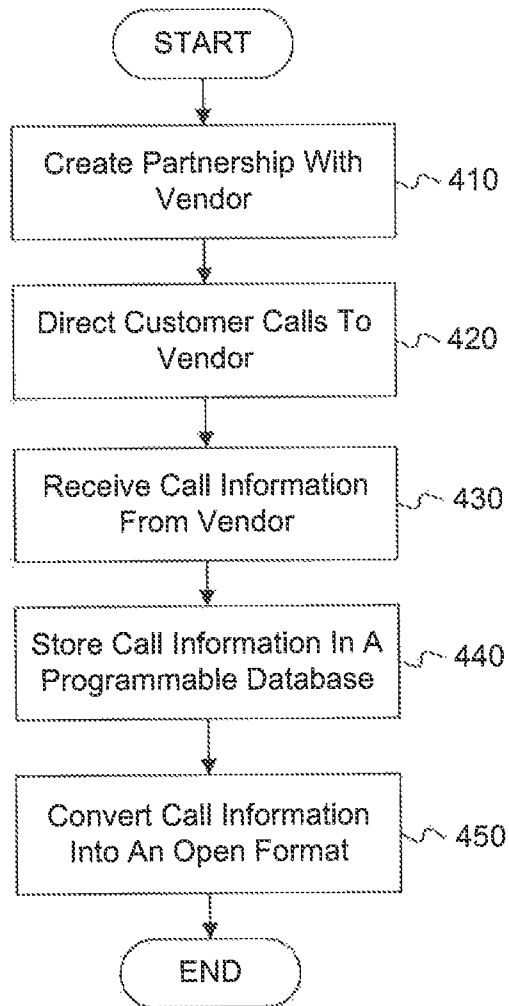 START
Create Partnership With
Vendor
410
Direct Customer Calls To
Vendor
420
Receive Call Information
From Vendor
430
Store Call Information In A
Programmable Database
440
Convert Call Information
Into An Open Format
450
END